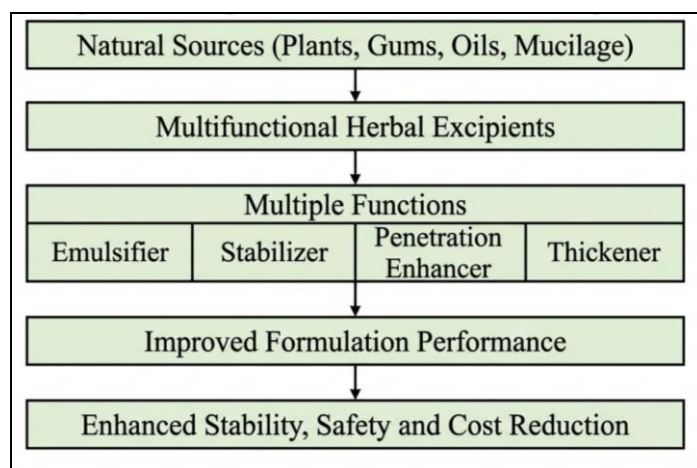 Natural Sources (Plants, Gums, Oils, Mucilage)
Multifunctional Herbal Excipients
Multiple Functions
Emulsifier
Stabilizer
Penetration
Enhancer
Thickener
Improved Formulation Performance
Enhanced Stability, Safety and Cost Reduction